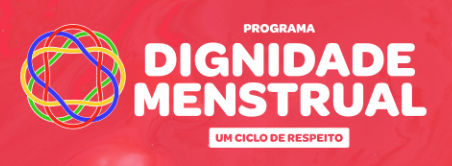 PROGRAMA
DIGNIDADE
MENSTRUAL
UM CICLO DE RESPEITO